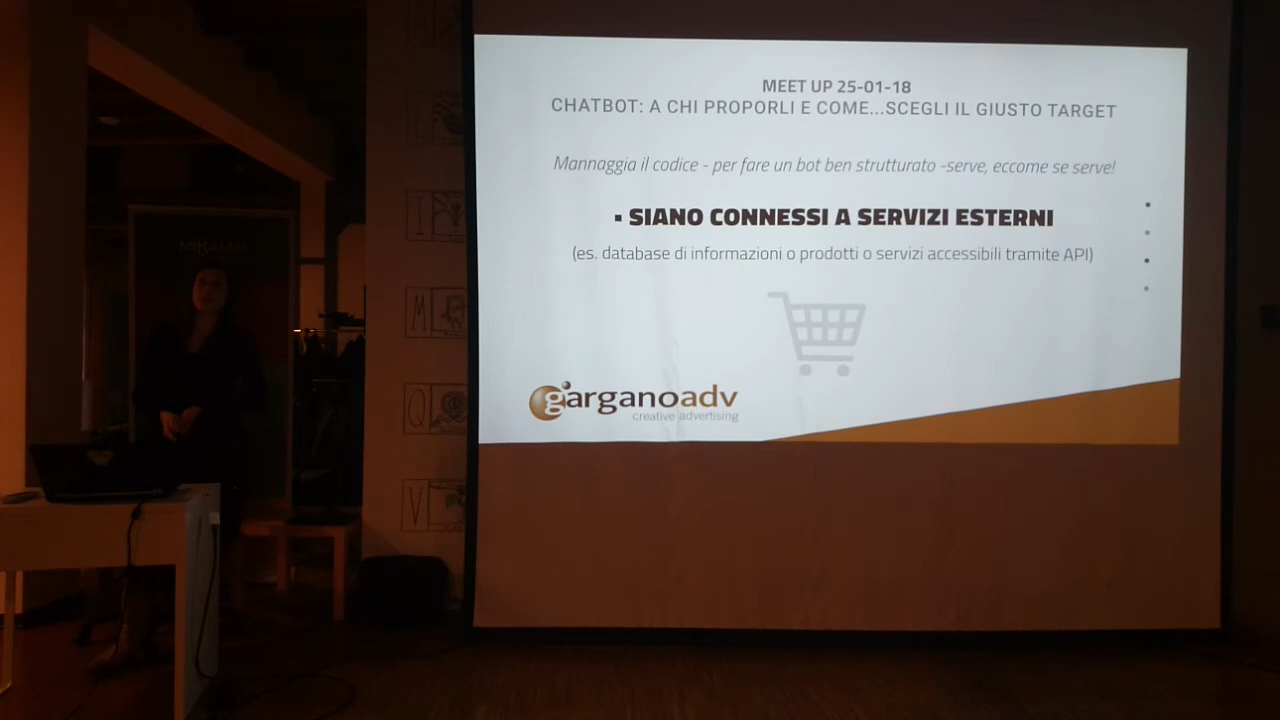 MEET UP 25-01-18
CHATBOT: A CHI PROPORLI E COME...SCEGLI IL GIUSTO TARGET
Mannaggia il codice - per fare un bot ben strutturato -serve, eccome se serve!
▪ SIANO CONNESSI A SERVIZI ESTERNI
(es. database di informazioni o prodotti o servizi accessibili tramite API)
garganoadv
creative advertising
I
M
Q
V